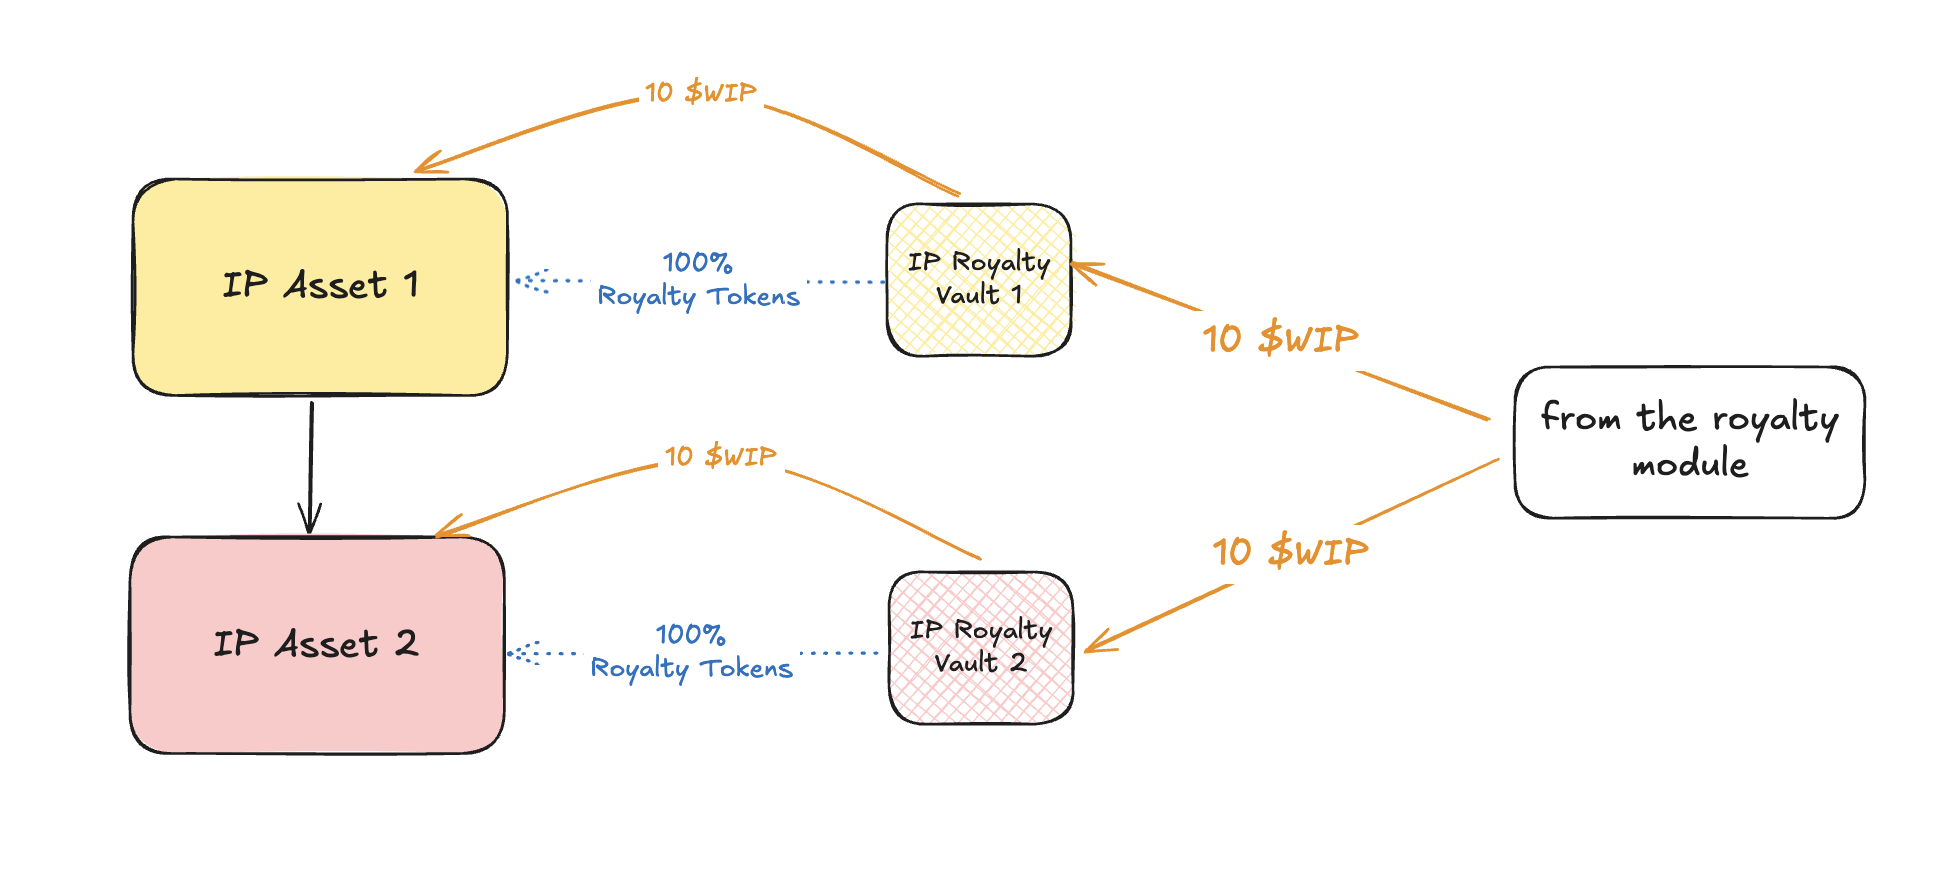 10 $WIP
IP Asset 1
100%
Royalty Tokens
IP Royalty
Vault 1
10 $WIP
from the royalty
module
10 $WIP
10 $WIP
IP Asset 2
100%
Royalty Tokens
IP Royalty
Vault 2